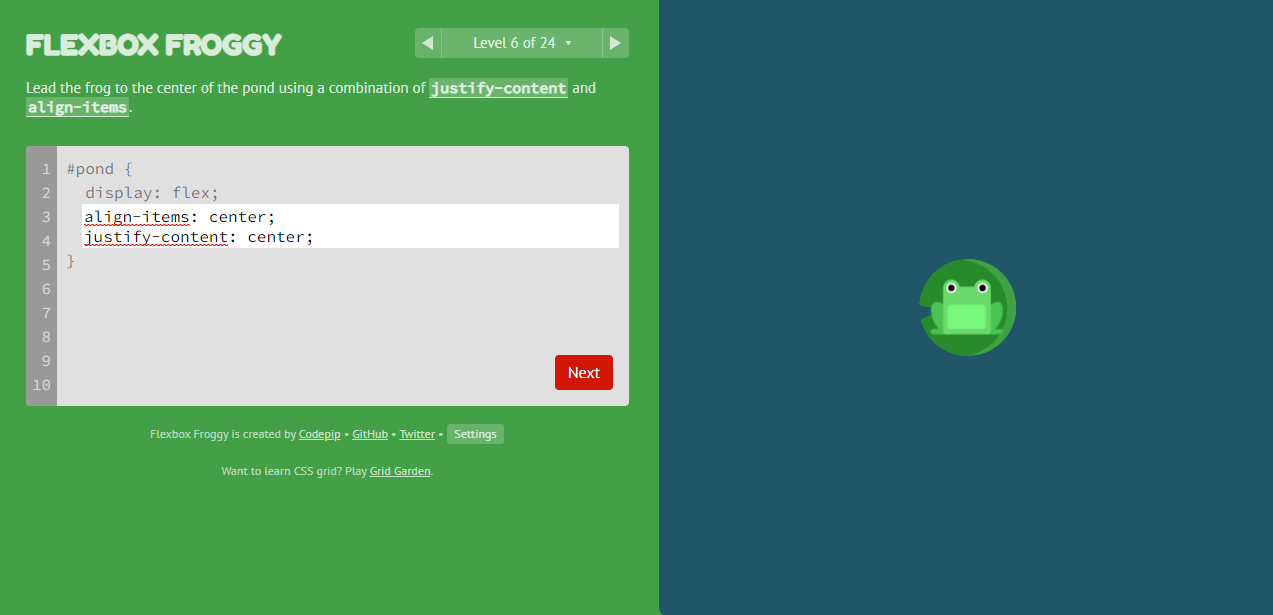 FLEXBOX FROGGY
◀ Level 6 of 24 ▾ ▶
Lead the frog to the center of the pond using a combination of justify-content and
align-items.
1 #pond {
2 display: flex;
3 align-items: center;
4 justify-content: center;
5 }
6
7
8
9
10
Next
Flexbox Froggy is created by Codepip • GitHub • Twitter • Settings
Want to learn CSS grid? Play Grid Garden.